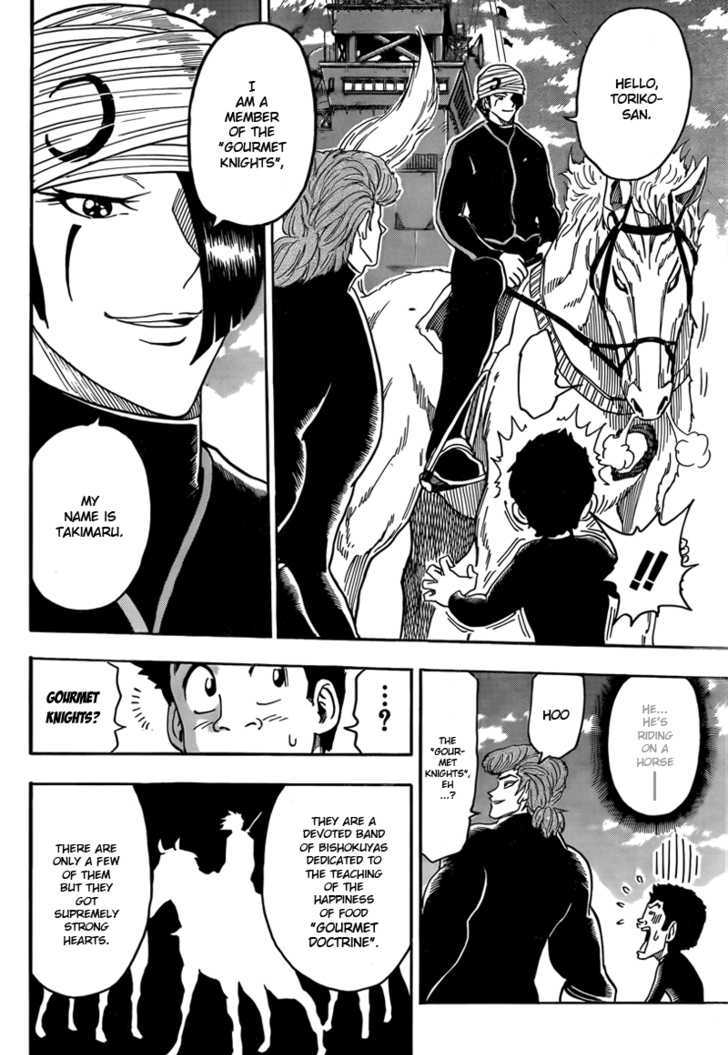 HELLO,
TORIKO-
SAN.
I
AM A
MEMBER
OF THE
"GOURMET
KNIGHTS",
MY
NAME IS
TAKIMARU.
!!
HE...
HE'S
RIDING
ON A
HORSE
—
HOO
THE
"GOUR-
MET
KNIGHTS",
EH
...?
...?
GOURMET
KNIGHTS?
THEY ARE A
DEVOTED BAND
OF BISHOKUYAS
DEDICATED TO
THE TEACHING
OF THE
HAPPINESS
OF FOOD
"GOURMET
DOCTRINE".
THERE ARE
ONLY A FEW
OF THEM
BUT THEY
GOT
SUPREMELY
STRONG
HEARTS.